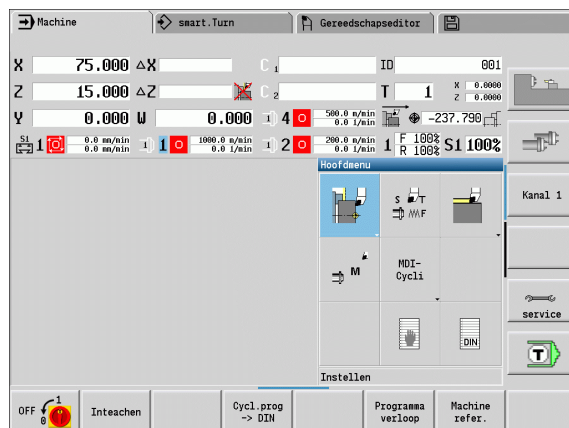 Machine
smart.Turn
Gereedschapseditor
X 75.000 △X C 1 ID 001
Z 15.000 △Z C 2 T 1 X 0.0000
Z 0.0000
Y 0.000 U 0.000 4 500.0 m/min
0.0 1/min -237.790
S1 1 0.0 mm/min
0.0 m/min 1 1000.0 m/min
0.0 1/min 2 200.0 m/min
0.0 1/min 1 F 100%
R 100% S1 100%
Hoofdmenu
S T
F
M
MDI-
Cycli
DIN
Instellen
Kanal 1
service
T
OFF 1
0
Inteachen
Cycl.prog
-> DIN
Programma
verloop
Machine
refer.